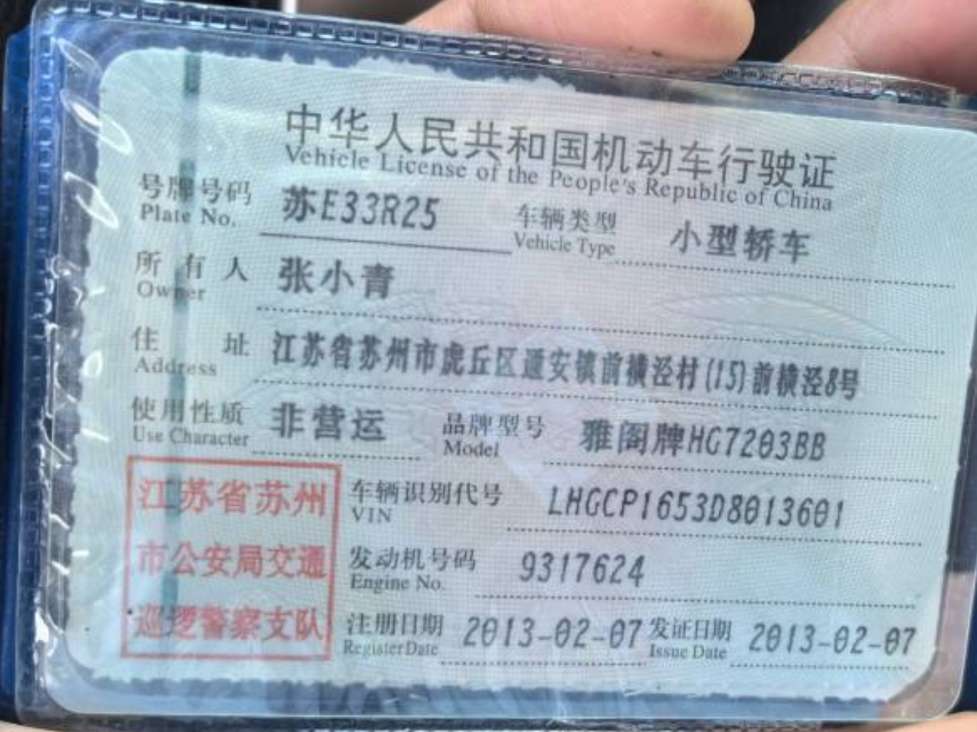 中华人民共和国机动车行驶证
Vehicle License of the People's Republic of China
号牌号码 苏E33R25 车辆类型 小型轿车
Plate No. Vehicle Type
所有人 张小青
Owner
住址 江苏省苏州市虎丘区通安镇前横泾村(15)前横泾8号
Address
使用性质 非营运 品牌型号 雅阁牌HG7203BB
Use Character Model
江苏省苏州 车辆识别代号 LHGCP1653D8013601
VIN
市公安局交通 发动机号码 9317624
Engine No.
巡逻警察支队 注册日期 2013-02-07 发证日期 2013-02-07
Register Date Issue Date